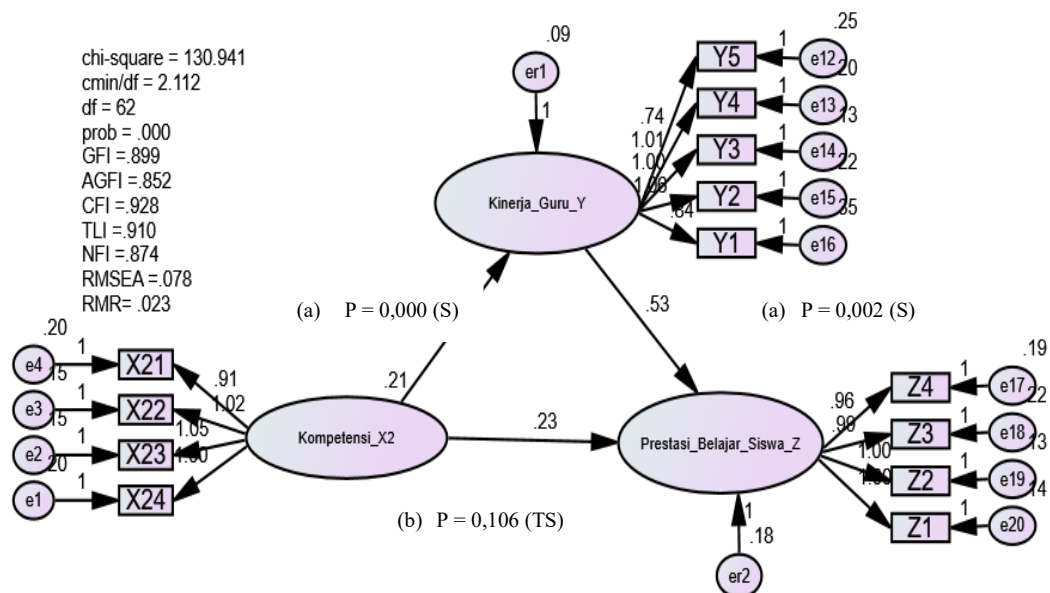 chi-square = 130.941
cmin/df = 2.112
df = 62
prob = .000
GFI =.899
AGFI =.852
CFI =.928
TLI =.910
NFI =.874
RMSEA =.078
RMR= .023
.09
er1
1
Kinerja_Guru_Y
.25
Y5
1
e12
.20
.74
Y4
1
e13
.13
1.01
Y3
1
e14
.22
1.00
Y2
1
e15
.35
1.06
Y1
1
e16
.84
(a) P = 0,000 (S)
(a) P = 0,002 (S)
.53
.20
e4
1
X21
.91
.15
e3
1
X22
1.02
.15
e2
1
X23
1.05
.20
e1
1
X24
1.00
.21
Kompetensi_X2
.23
Prestasi_Belajar_Siswa_Z
.19
Z4
1
e17
.96
.22
Z3
1
e18
.13
Z2
1
e19
1.00
.14
Z1
1
e20
(b) P = 0,106 (TS)
1
.18
er2